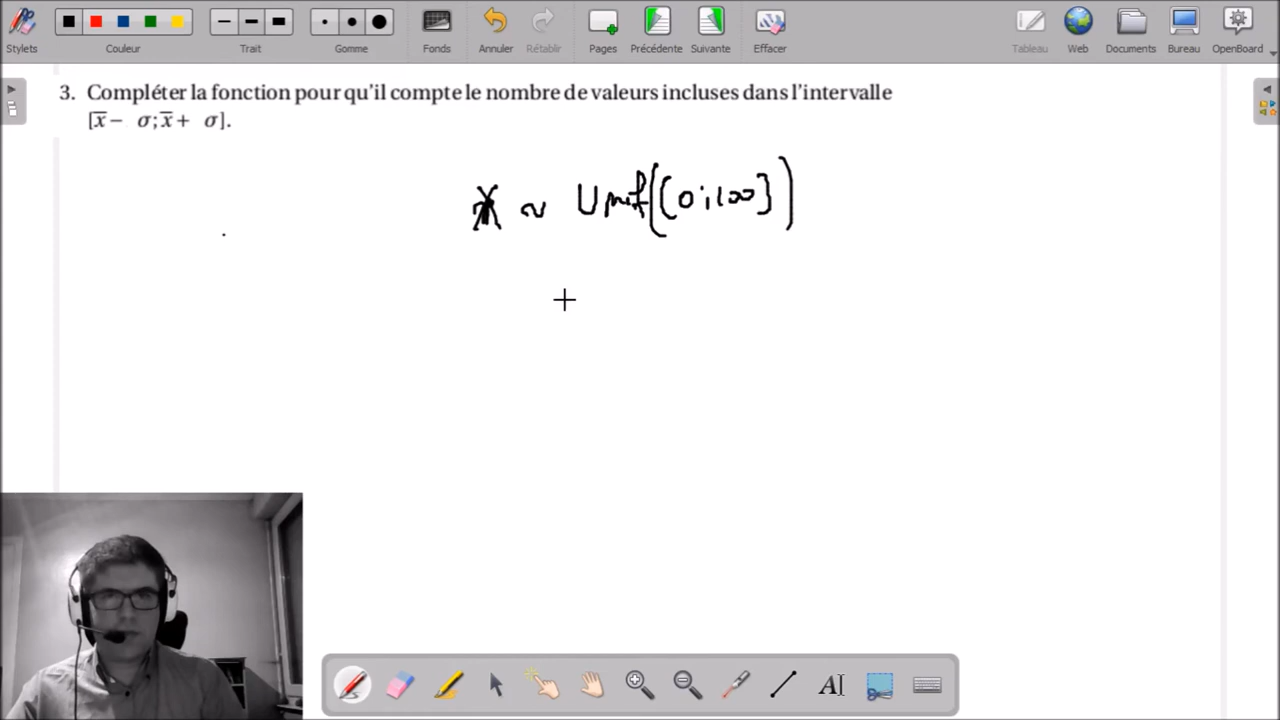 Stylets
Couleur
Trait
Gomme
Fonds
Annuler
Rétablir
Pages
Précédente
Suivante
Effacer
Tableau
Web
Documents
Bureau
OpenBoard
3. Compléter la fonction pour qu'il compte le nombre de valeurs incluses dans l'intervalle
[x̅ − σ; x̅ + σ].
X ~ Unif([0;100])
AI